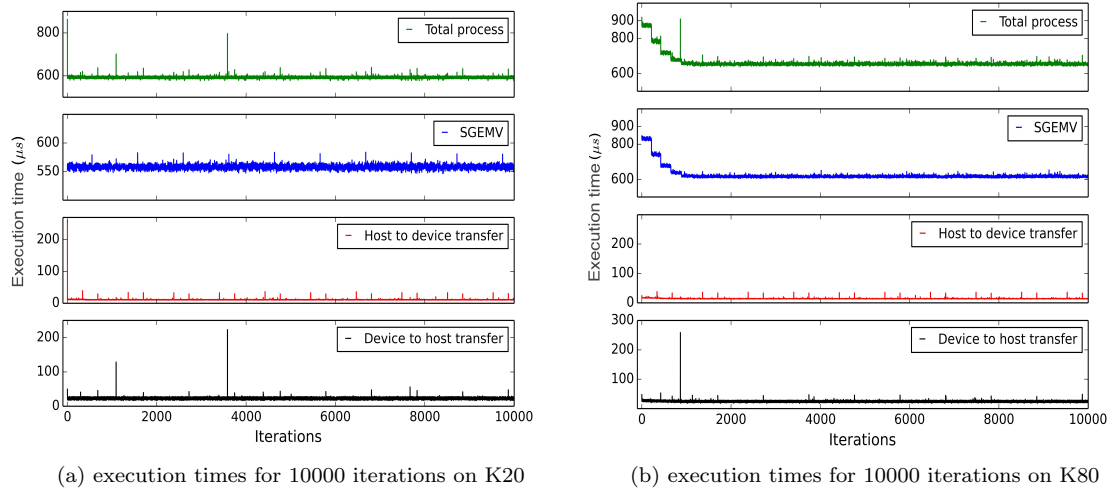 800
600
Total process
600
550
SGEMV
200
100
0
Host to device transfer
200
100
0
Device to host transfer
0
2000
4000
6000
8000
10000
Iterations
Execution time (μs)
(a) execution times for 10000 iterations on K20
900
800
600
Total process
900
800
600
SGEMV
200
100
0
Host to device transfer
300
200
100
Device to host transfer
0
2000
4000
6000
8000
10000
Iterations
Execution time (μs)
(b) execution times for 10000 iterations on K80